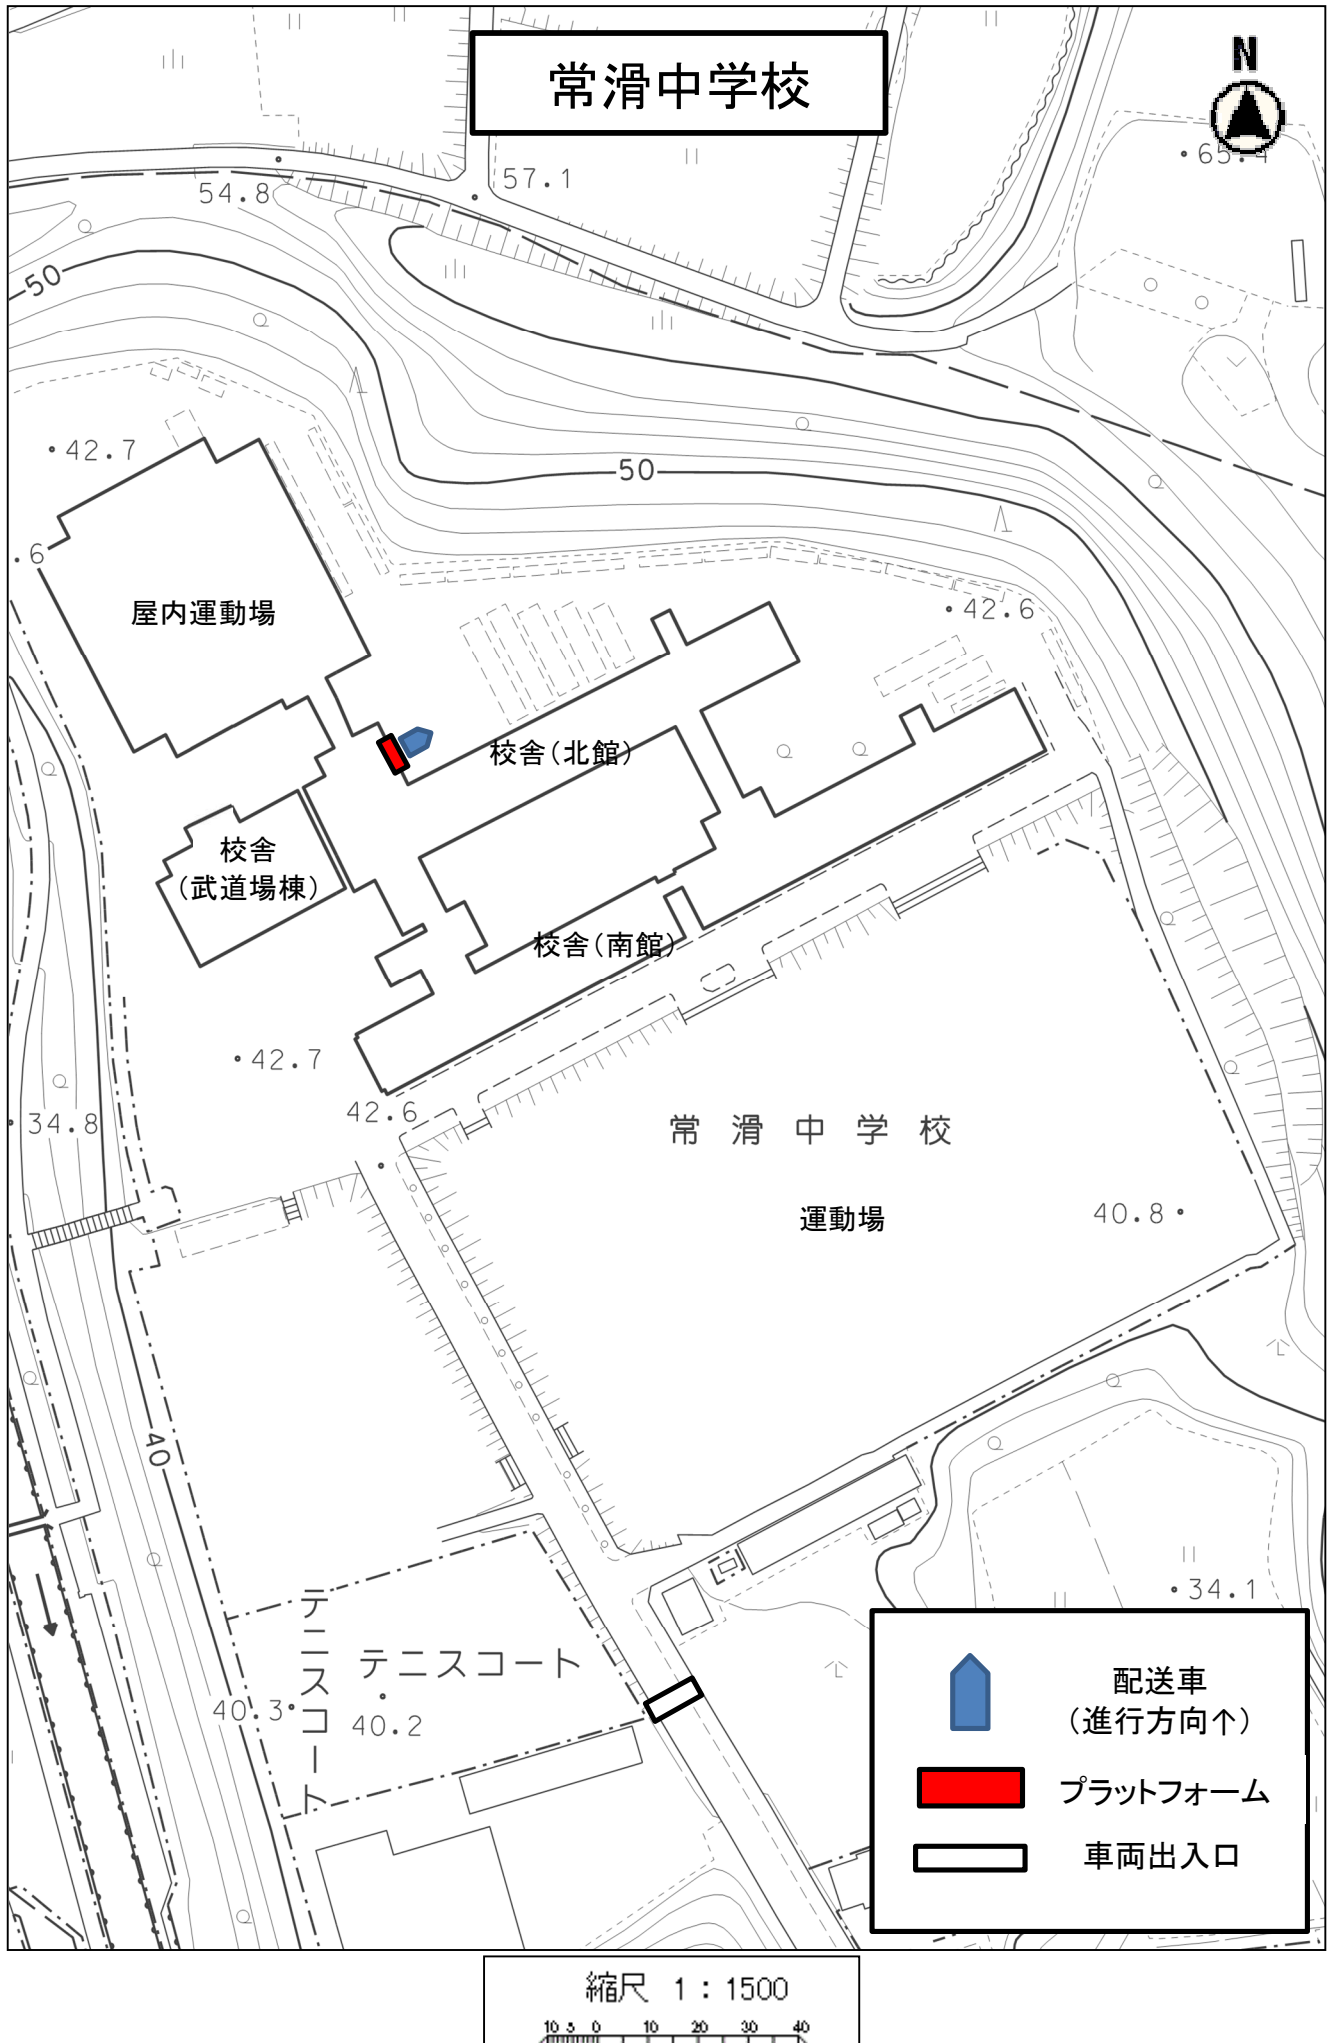 常滑中学校
N
65.4
57.1
54.8
50
42.7
50
.6
屋内運動場
42.6
校舎（北館）
校舎
（武道場棟）
校舎（南館）
42.7
42.6
34.8
常滑中学校
運動場
40.8
40
34.1
テニスコート
テニスコート
40.3
40.2
配送車
（進行方向↑）
プラットフォーム
車両出入口
縮尺 1：1500
10 5 0 10 20 30 40